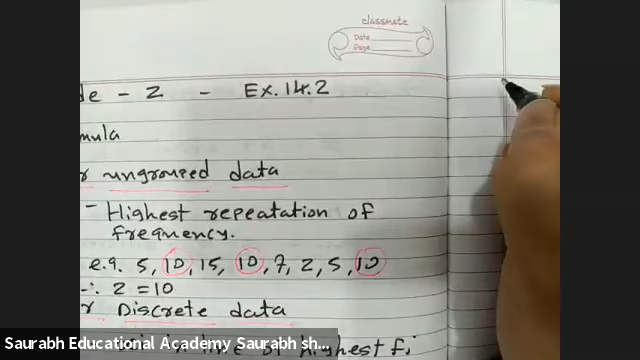 classmate
Date
Page
de - Z - Ex. 14.2
mula
r ungrouped data
- Highest repeatation of
frequency.
e.g. 5, 10, 15, 10, 7, 2, 5, 10
∴ Z = 10
r Discrete data
highest fi
Saurabh Educational Academy Saurabh sh...